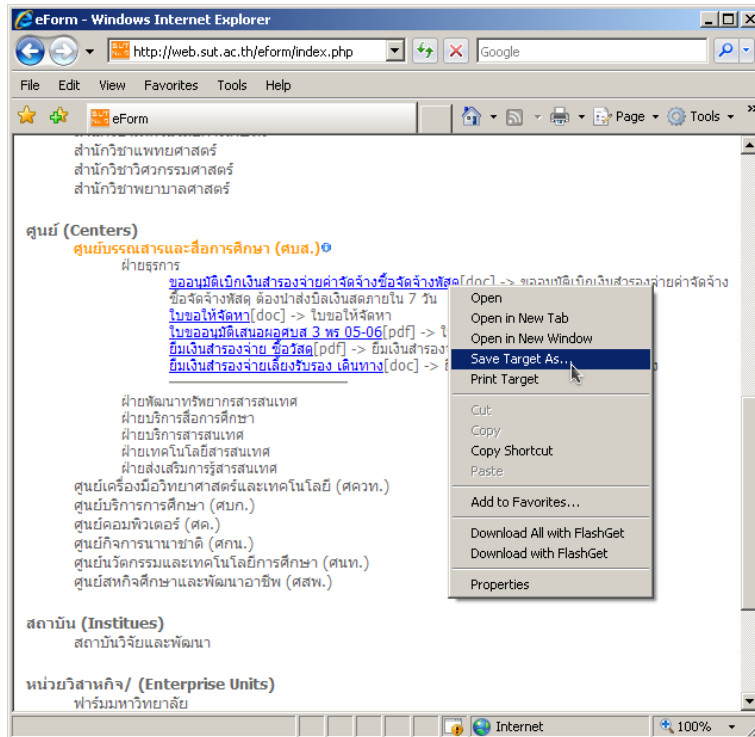 eForm - Windows Internet Explorer
http://web.sut.ac.th/eform/index.php
Google
File Edit View Favorites Tools Help
eForm
Page
Tools
สำนักวิชาแพทยศาสตร์
สำนักวิชาวิศวกรรมศาสตร์
สำนักวิชาพยาบาลศาสตร์
ศูนย์ (Centers)
ศูนย์บรรณสารและสื่อการศึกษา (ศบส.)
ฝ่ายธุรการ
ขออนุมัติเบิกเงินสำรองจ่ายค่าจัดจ้างซื้อจัดจ้างพัสดุ[doc] -> ขออนุมัติเบิกเงินสำรองจ่ายค่าจัดจ้าง
ซื้อจัดจ้างพัสดุ ต้องนำส่งบิลเงินสดภายใน 7 วัน
ใบขอให้จัดหา[doc] -> ใบขอให้จัดหา
ใบขออนุมัติเสนอผอศบส 3 พร 05-06[pdf] ->
ยืมเงินสำรองจ่าย ซื้อวัสดุ[pdf] -> ยืมเงินสำรอง
ยืมเงินสำรองจ่ายเลี้ยงรับรอง เดินทาง[doc] ->
ฝ่ายพัฒนาทรัพยากรสารสนเทศ
ฝ่ายบริการสื่อการศึกษา
ฝ่ายบริการสารสนเทศ
ฝ่ายเทคโนโลยีสารสนเทศ
ฝ่ายส่งเสริมการรู้สารสนเทศ
ศูนย์เครื่องมือวิทยาศาสตร์และเทคโนโลยี (ศควท.)
ศูนย์บริการการศึกษา (ศบก.)
ศูนย์คอมพิวเตอร์ (ศค.)
ศูนย์กิจการนานาชาติ (ศกน.)
ศูนย์นวัตกรรมและเทคโนโลยีการศึกษา (ศนท.)
ศูนย์สหกิจศึกษาและพัฒนาอาชีพ (ศสพ.)
สถาบัน (Institues)
สถาบันวิจัยและพัฒนา
หน่วยวิสาหกิจ/ (Enterprise Units)
ฟาร์มมหาวิทยาลัย
Open
Open in New Tab
Open in New Window
Save Target As...
Print Target
Cut
Copy
Copy Shortcut
Paste
Add to Favorites...
Download All with FlashGet
Download with FlashGet
Properties
Internet
100%